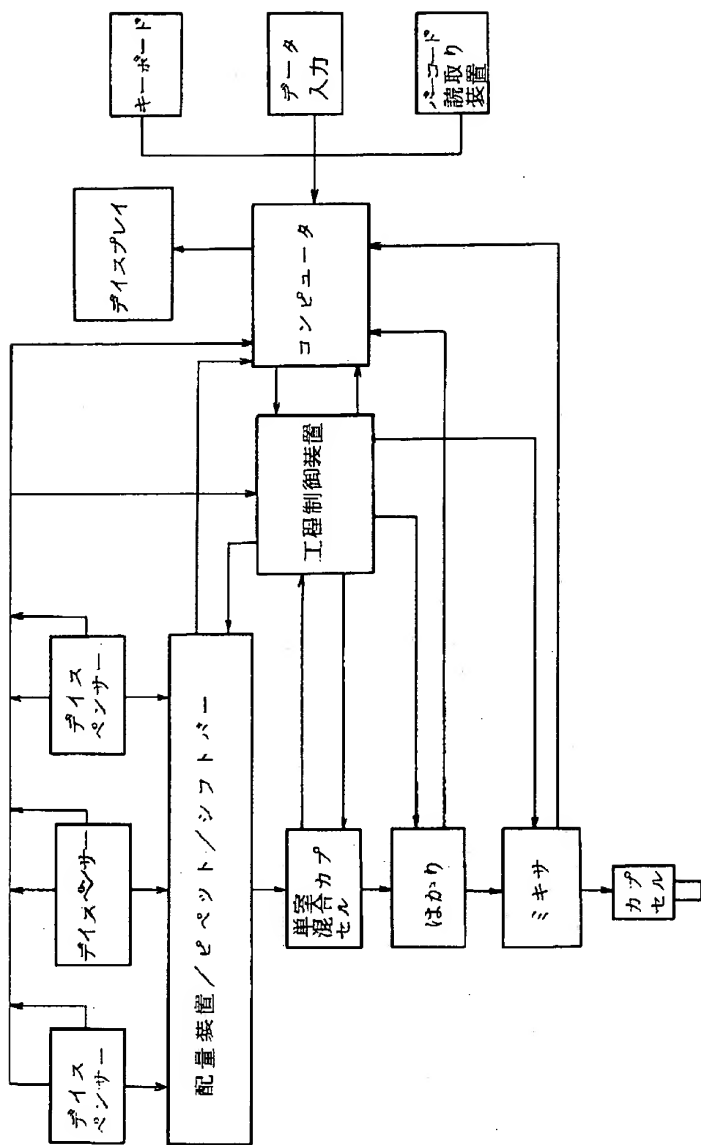 キーボード
データ
入力
バーコード
読取り
装置
デイスプレイ
コンピュータ
工程制御装置
デイス
ペンサー
デイスペンサー
デイス
ペンサー
配量装置/ピペット/シフトバー
単室
混合カプ
セル
はかり
ミキサ
カプ
セル